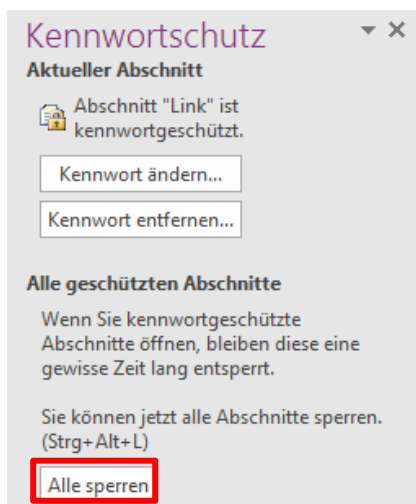 Kennwortschutz
Aktueller Abschnitt
Abschnitt "Link" ist
kennwortgeschützt.
Kennwort ändern...
Kennwort entfernen...
Alle geschützten Abschnitte
Wenn Sie kennwortgeschützte
Abschnitte öffnen, bleiben diese eine
gewisse Zeit lang entsperrt.
Sie können jetzt alle Abschnitte sperren.
(Strg+Alt+L)
Alle sperren